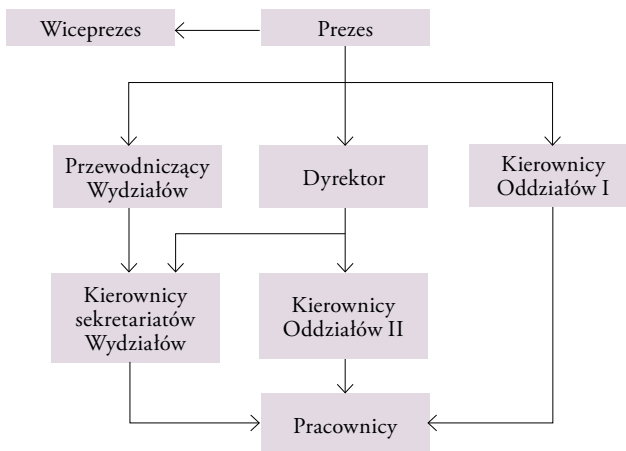 Wiceprezes
Prezes
Przewodniczący
Wydziałów
Dyrektor
Kierownicy
Oddziałów I
Kierownicy
sekretariatów
Wydziałów
Kierownicy
Oddziałów II
Pracownicy